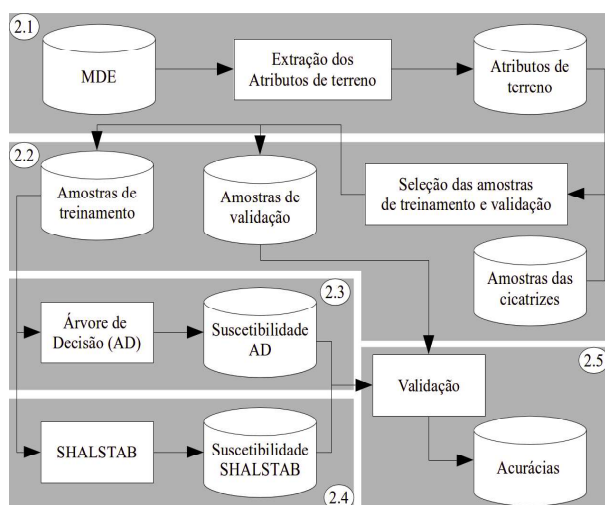 2.1
MDE
Extração dos
Atributos de terreno
Atributos de
terreno
2.2
Amostras de
treinamento
Amostras de
validação
Seleção das amostras
de treinamento e validação
Amostras das
cicatrizes
2.3
Árvore de
Decisão (AD)
Suscetibilidade
AD
2.5
Validação
SHALSTAB
Suscetibilidade
SHALSTAB
2.4
Acurácias